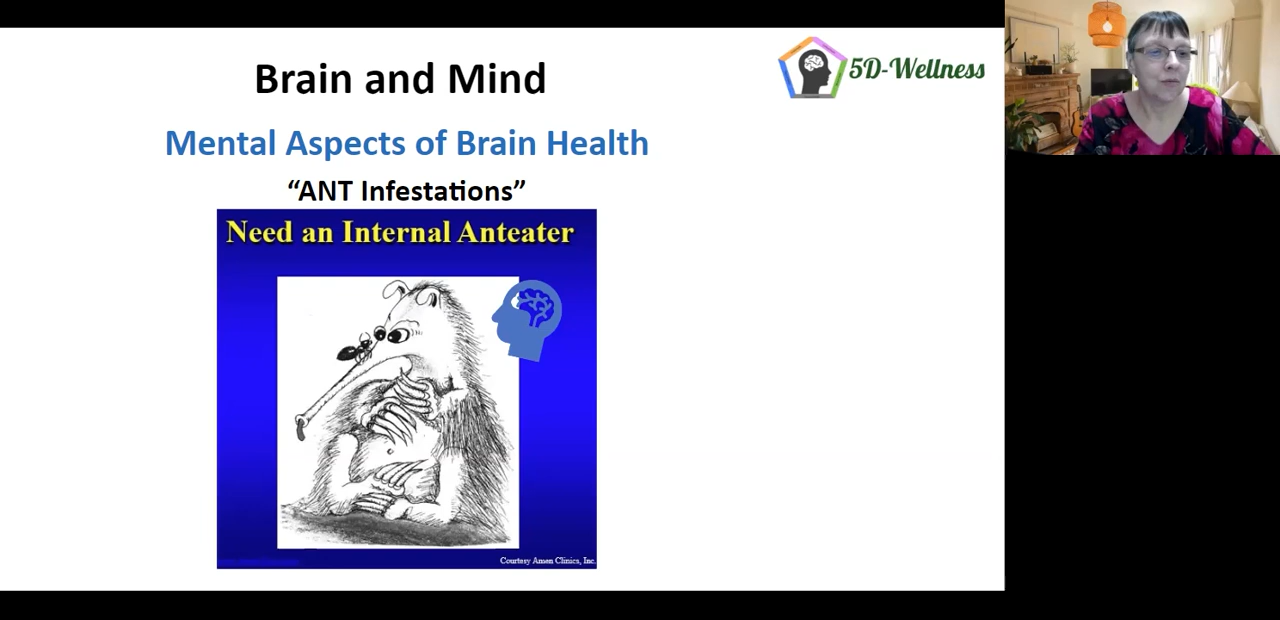 Brain and Mind
5D-Wellness
Mental Aspects of Brain Health
“ANT Infestations”
Need an Internal Anteater
Courtesy Amen Clinics, Inc.